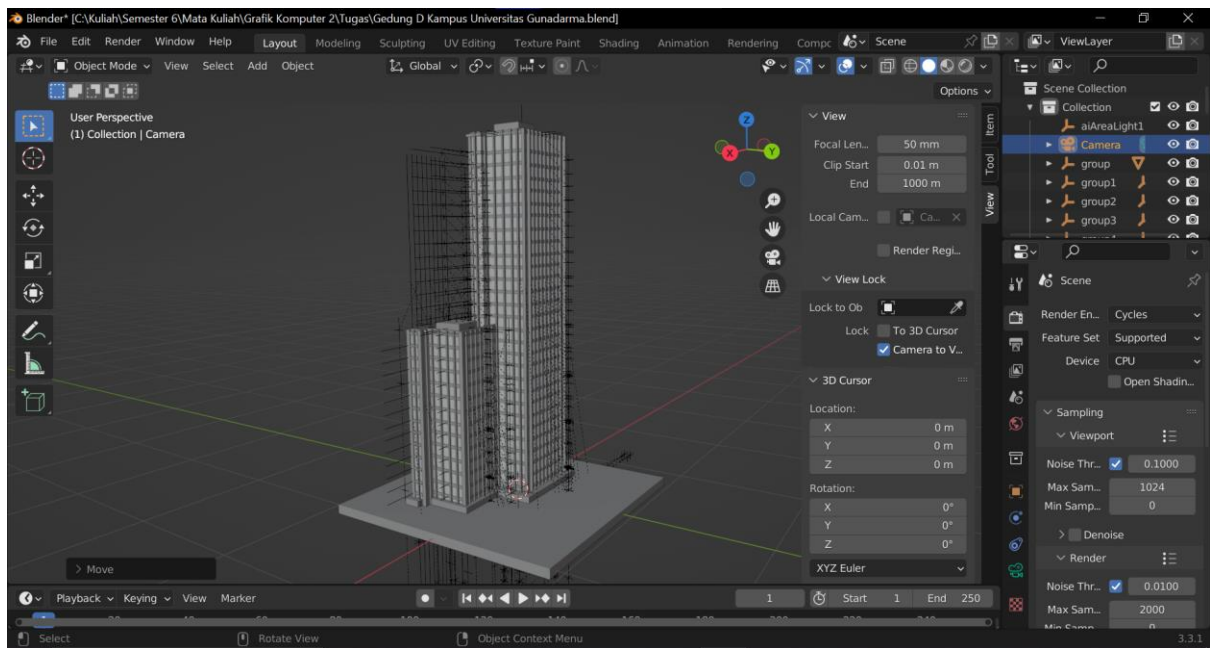 Blender* [C:\Kuliah\Semester 6\Mata Kuliah\Grafik Komputer 2\Tugas\Gedung D Kampus Universitas Gunadarma.blend]
File Edit Render Window Help Layout Modeling Sculpting UV Editing Texture Paint Shading Animation Rendering Compc Scene ViewLayer
Object Mode View Select Add Object Global
Options
User Perspective
(1) Collection | Camera
View
Focal Len... 50 mm
Clip Start 0.01 m
End 1000 m
Local Cam... Ca...
Render Regi...
View Lock
Lock to Ob
Lock To 3D Cursor
Camera to V...
3D Cursor
Location:
X 0 m
Y 0 m
Z 0 m
Rotation:
X 0°
Y 0°
Z 0°
XYZ Euler
Item
Tool
View
Z
X
Y
Scene Collection
Collection
aiAreaLight1
Camera
group
group1
group2
group3
Scene
Render En... Cycles
Feature Set Supported
Device CPU
Open Shadin...
Sampling
Viewport
Noise Thr... 0.1000
Max Sam... 1024
Min Samp... 0
Denoise
Render
Noise Thr... 0.0100
Max Sam... 2000
> Move
Playback Keying View Marker 1 Start 1 End 250
Select Rotate View Object Context Menu 3.3.1